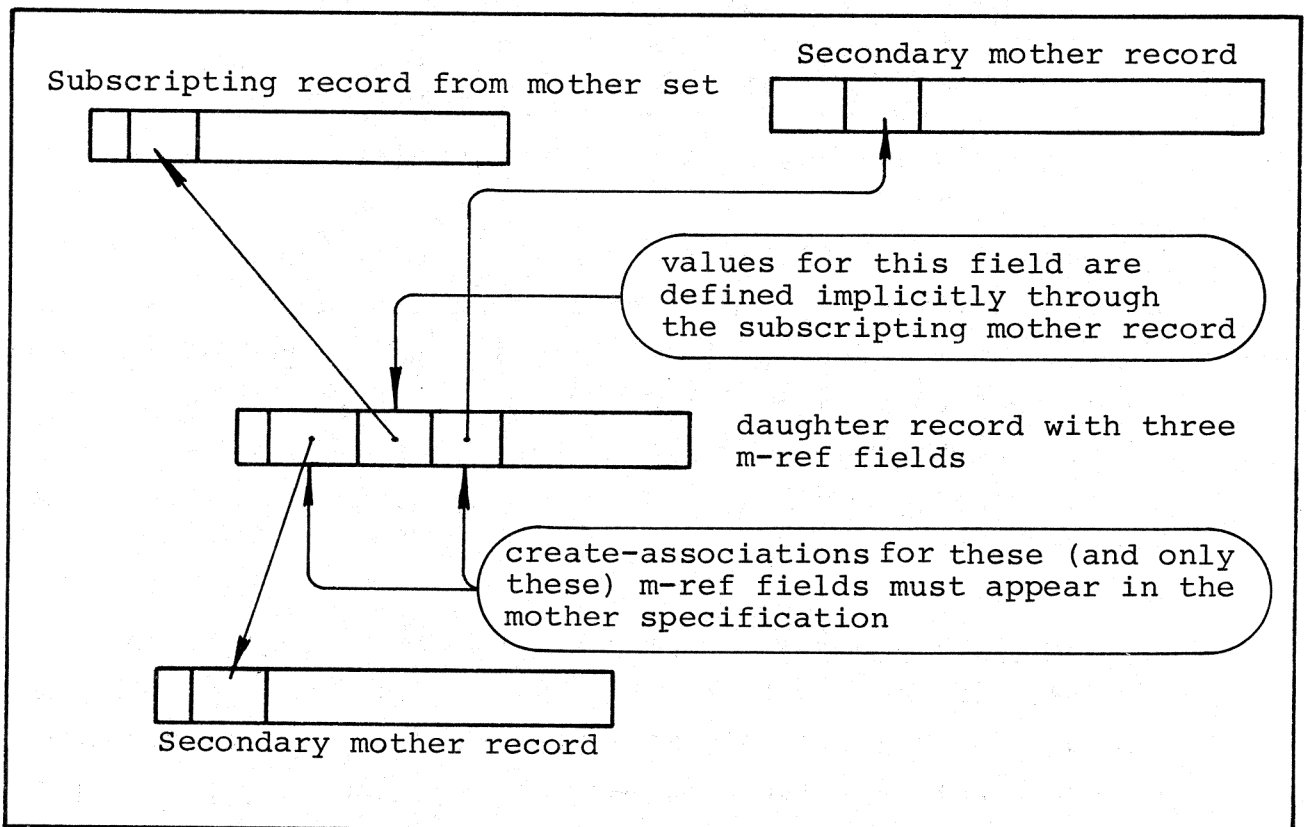 Secondary mother record
Subscripting record from mother set
values for this field are
defined implicitly through
the subscripting mother record
daughter record with three
m-ref fields
create-associations for these (and only
these) m-ref fields must appear in the
mother specification
Secondary mother record